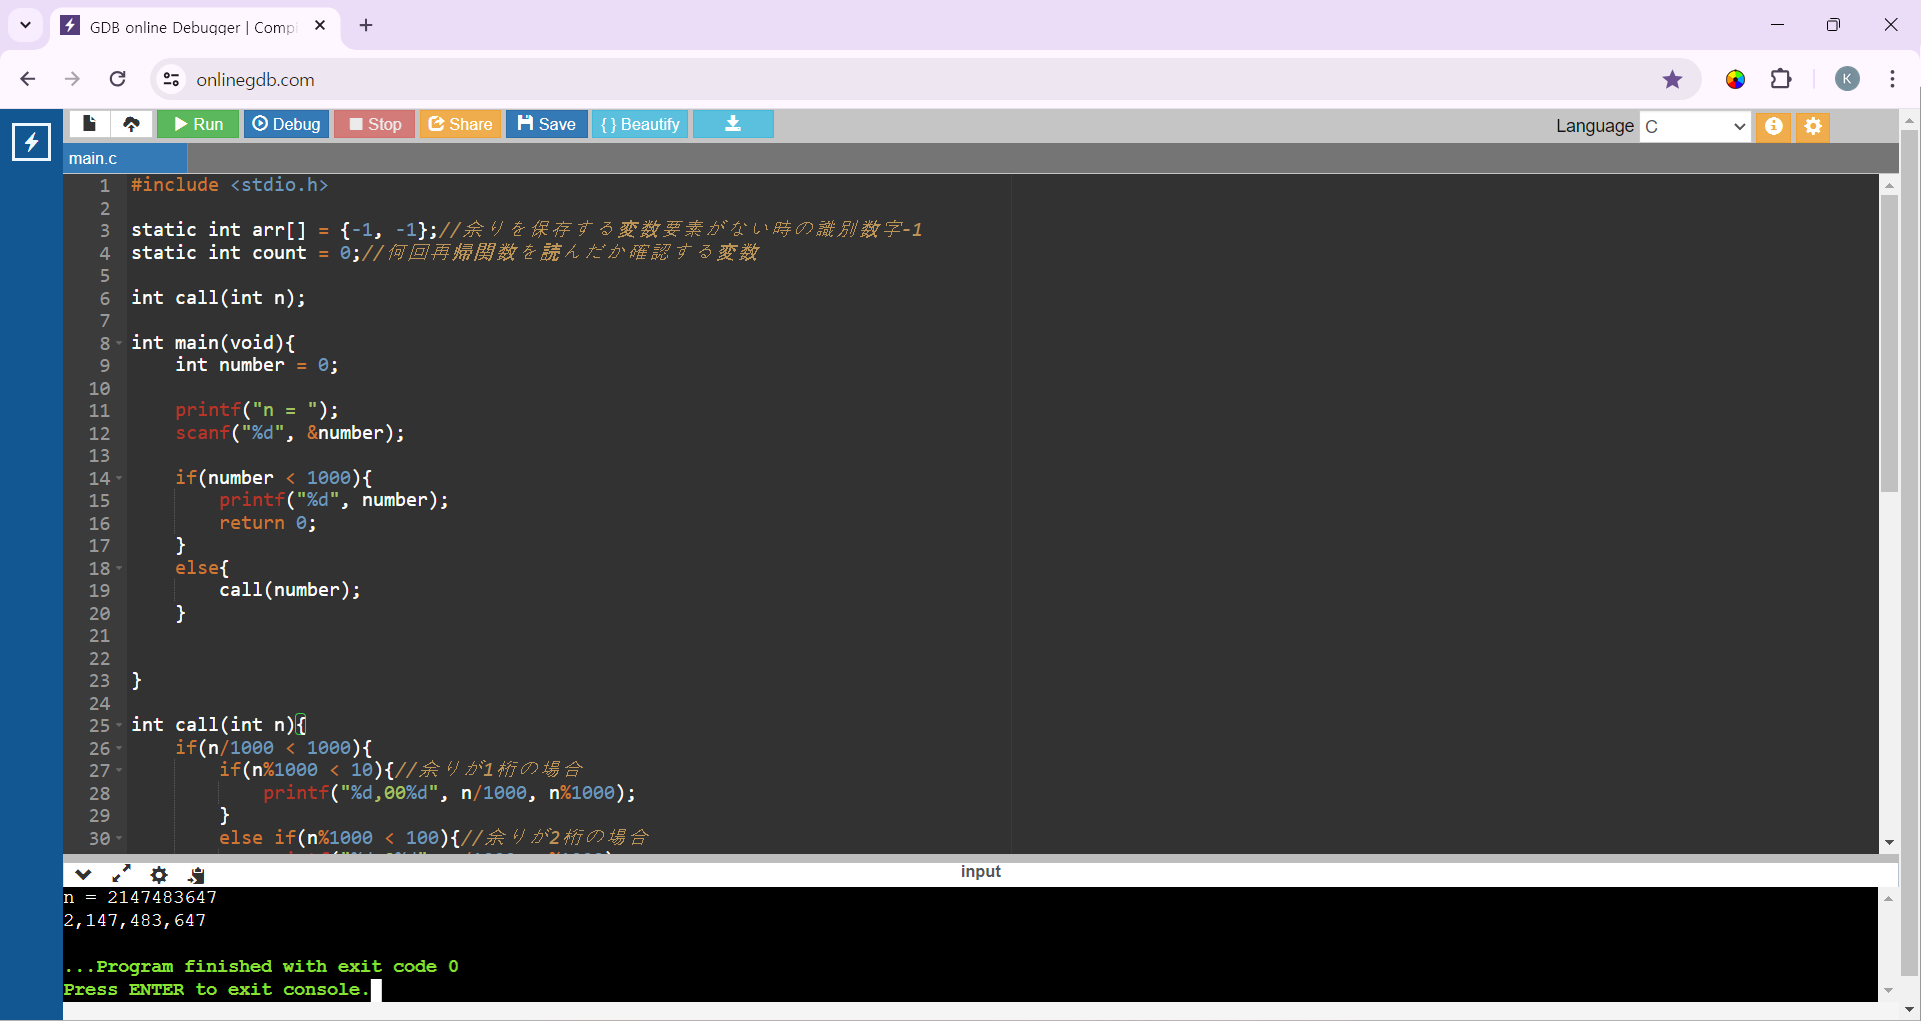 GDB online Debugger | Comp
onlinegdb.com
K
Run Debug Stop Share Save { } Beautify Language C
main.c
1 #include <stdio.h>
2
3 static int arr[] = {-1, -1};//余りを保存する変数要素がない時の識別数字-1
4 static int count = 0;//何回再帰関数を読んだか確認する変数
5
6 int call(int n);
7
8 int main(void){
9 int number = 0;
10
11 printf("n = ");
12 scanf("%d", &number);
13
14 if(number < 1000){
15 printf("%d", number);
16 return 0;
17 }
18 else{
19 call(number);
20 }
21
22
23 }
24
25 int call(int n){
26 if(n/1000 < 1000){
27 if(n%1000 < 10){//余りが1桁の場合
28 printf("%d,00%d", n/1000, n%1000);
29 }
30 else if(n%1000 < 100){//余りが2桁の場合
input
n = 2147483647
2,147,483,647
...Program finished with exit code 0
Press ENTER to exit console.